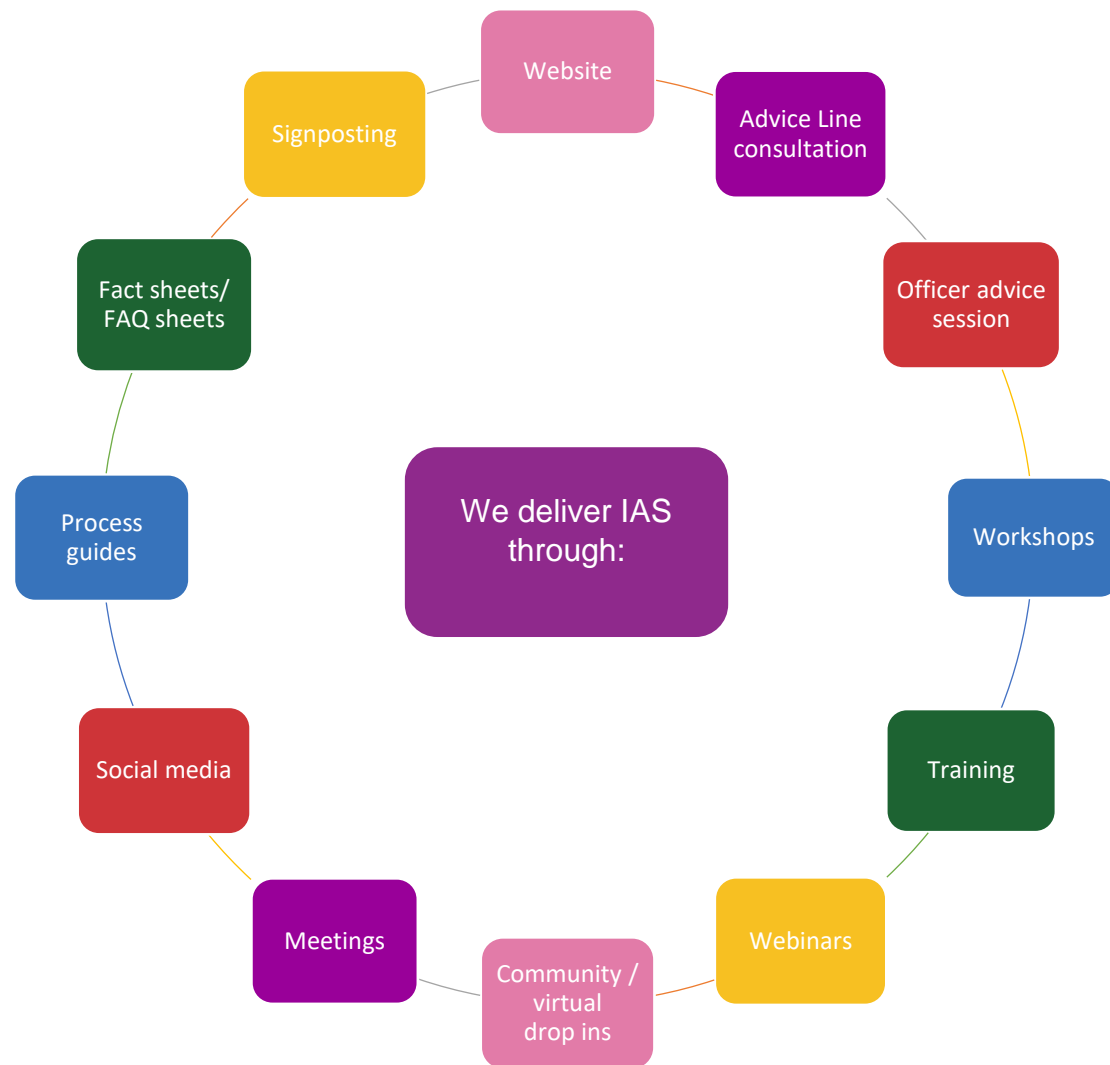 Website
Advice Line
consultation
Officer advice
session
Workshops
Training
Webinars
Community /
virtual
drop ins
Meetings
Social media
Process
guides
Fact sheets/
FAQ sheets
Signposting
We deliver IAS
through: